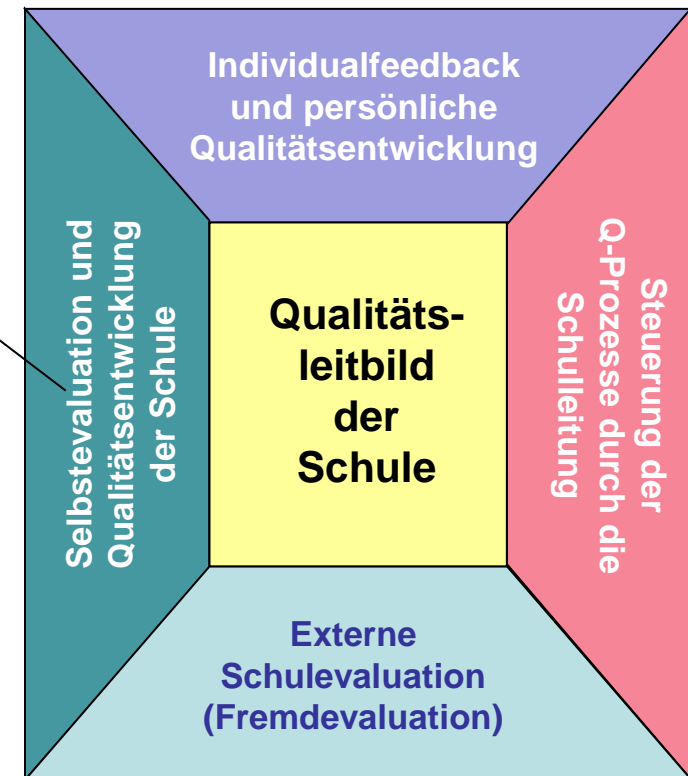 Individualfeedback
und persönliche
Qualitätsentwicklung
Selbstevaluation und
Qualitätsentwicklung
der Schule
Qualitäts-
leitbild
der
Schule
Steuerung der
Q-Prozesse durch die
Schulleitung
Externe
Schulevaluation
(Fremdevaluation)